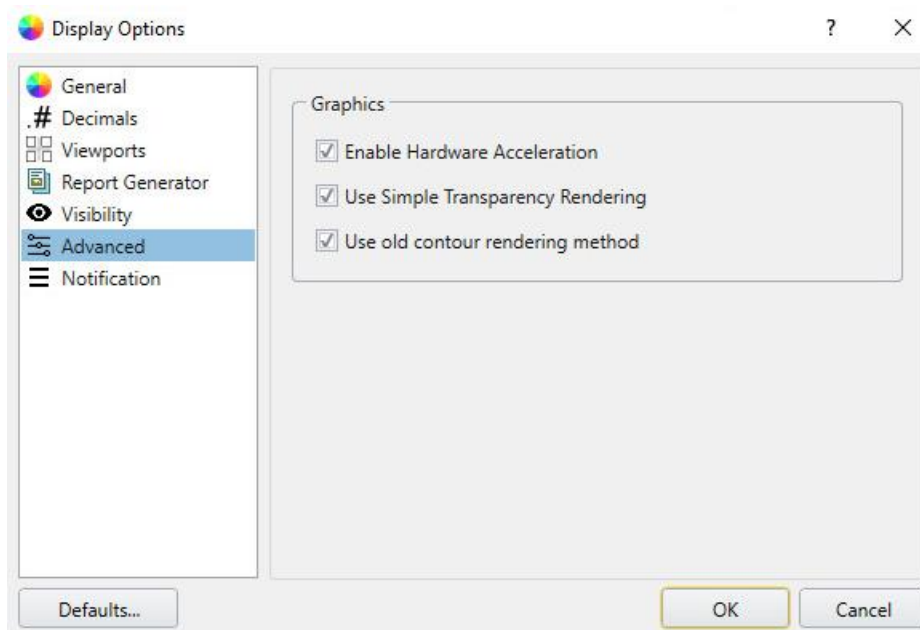 Display Options
?
General
.# Decimals
Viewports
Report Generator
Visibility
Advanced
Notification
Graphics
Enable Hardware Acceleration
Use Simple Transparency Rendering
Use old contour rendering method
Defaults...
OK
Cancel